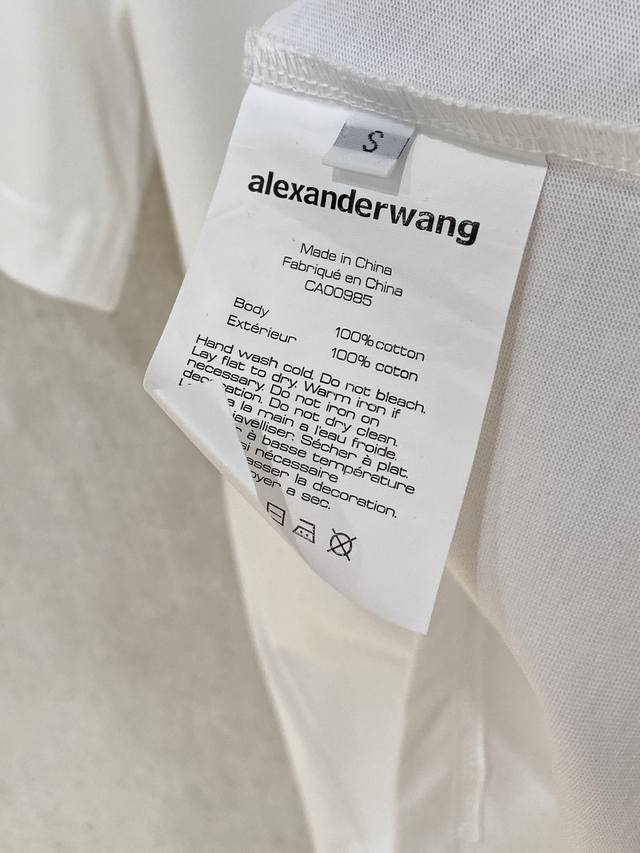 S
alexanderwang
Made in China
Fabriqué en China
CA00985
Body 100%cotton
Extérieur 100% coton
Hand wash cold. Do not bleach.
Lay flat to dry. Warm iron if
necessary. Do not iron on
decoration. Do not dry clean.
a la main a l'eau froide.
javelliser. Sécher à plat.
à basse température
si nécessaire
la decoration.
a sec.